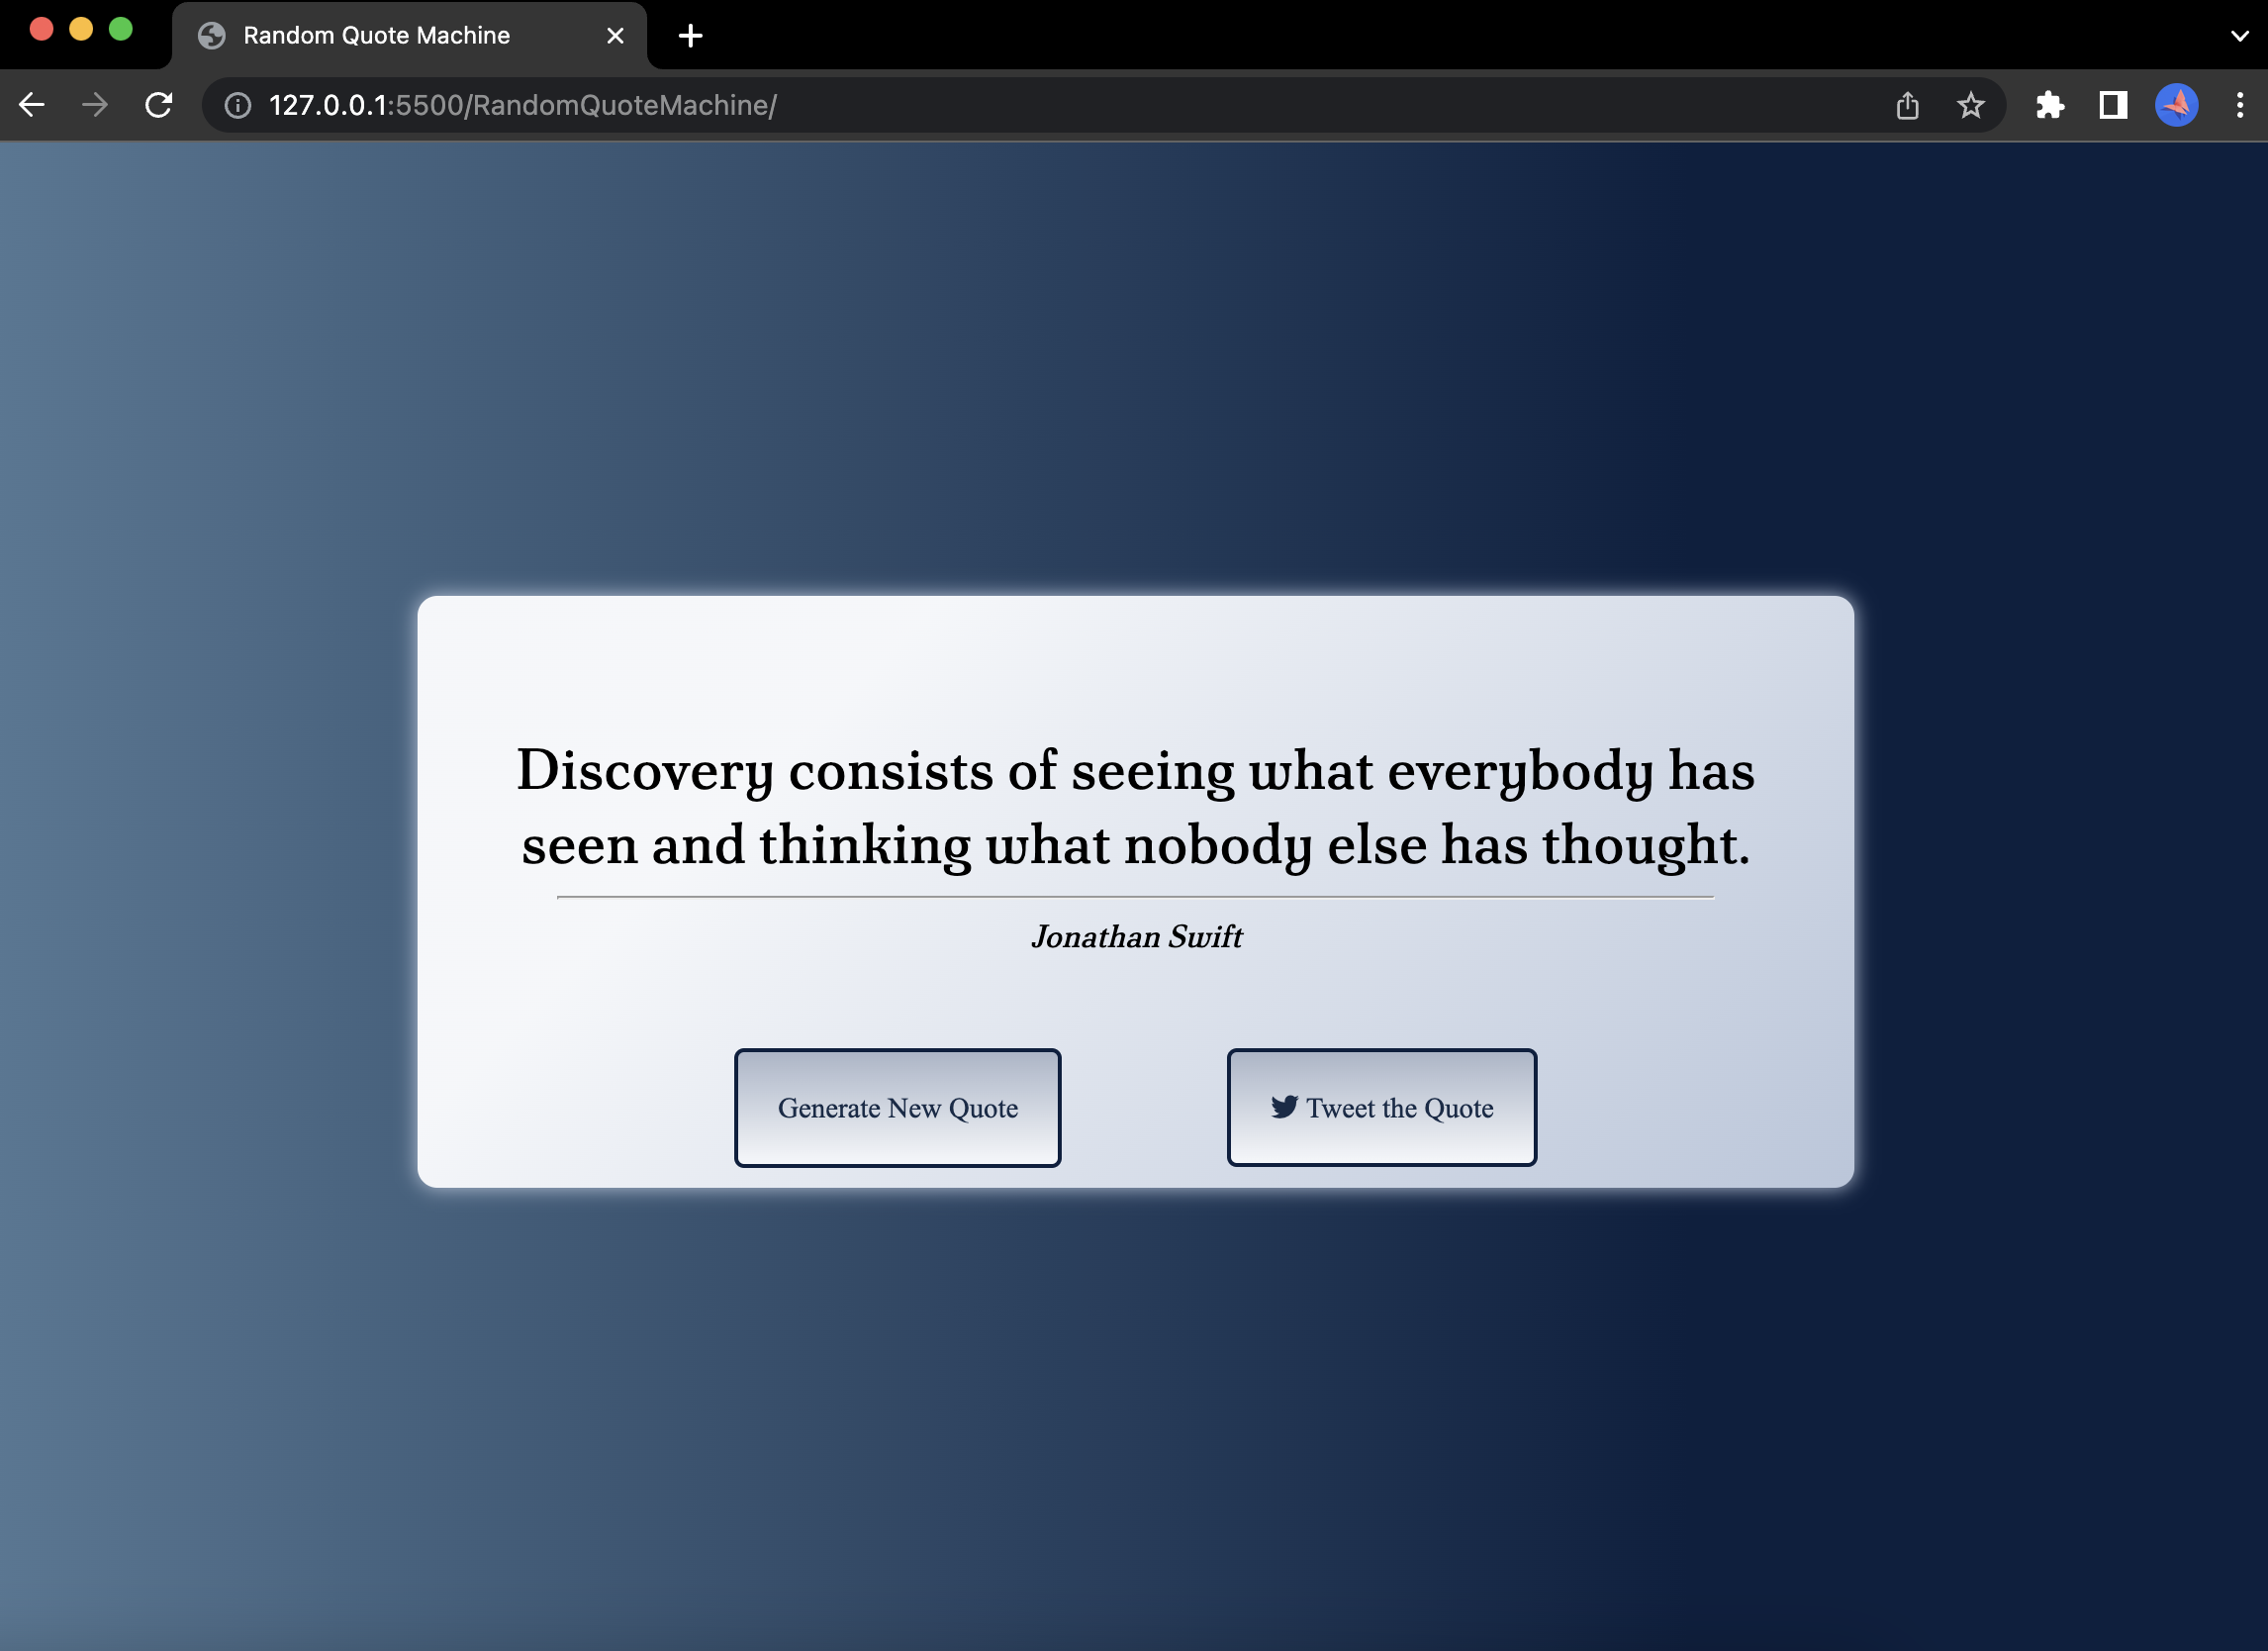 Random Quote Machine
127.0.0.1:5500/RandomQuoteMachine/
Discovery consists of seeing what everybody has
seen and thinking what nobody else has thought.
Jonathan Swift
Generate New Quote
Tweet the Quote